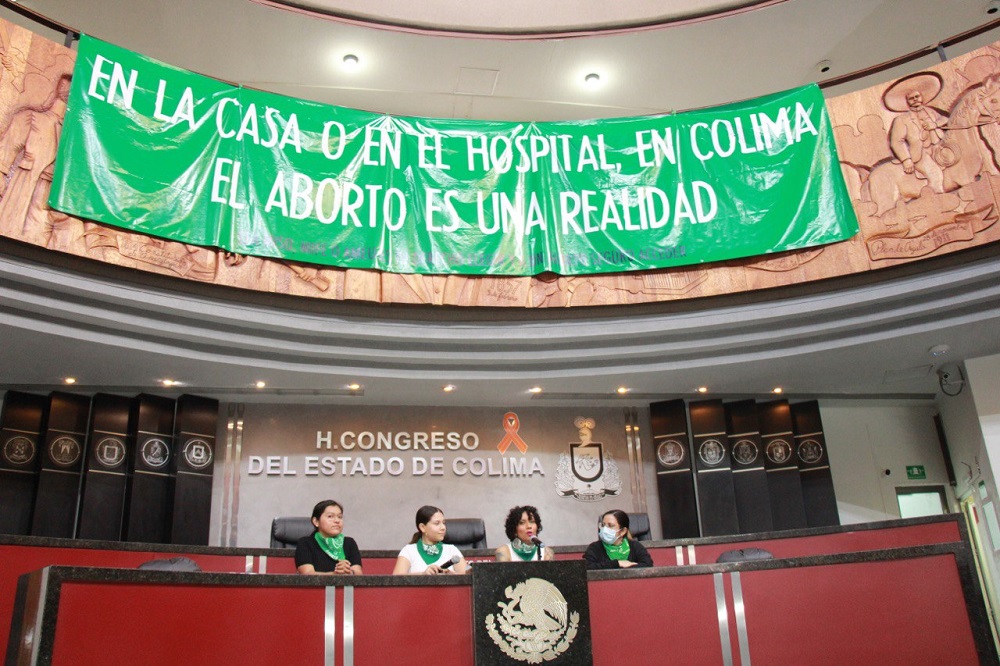 EN LA CASA O EN EL HOSPITAL, EN COLIMA
EL ABORTO ES UNA REALIDAD
H. CONGRESO
DEL ESTADO DE COLIMA